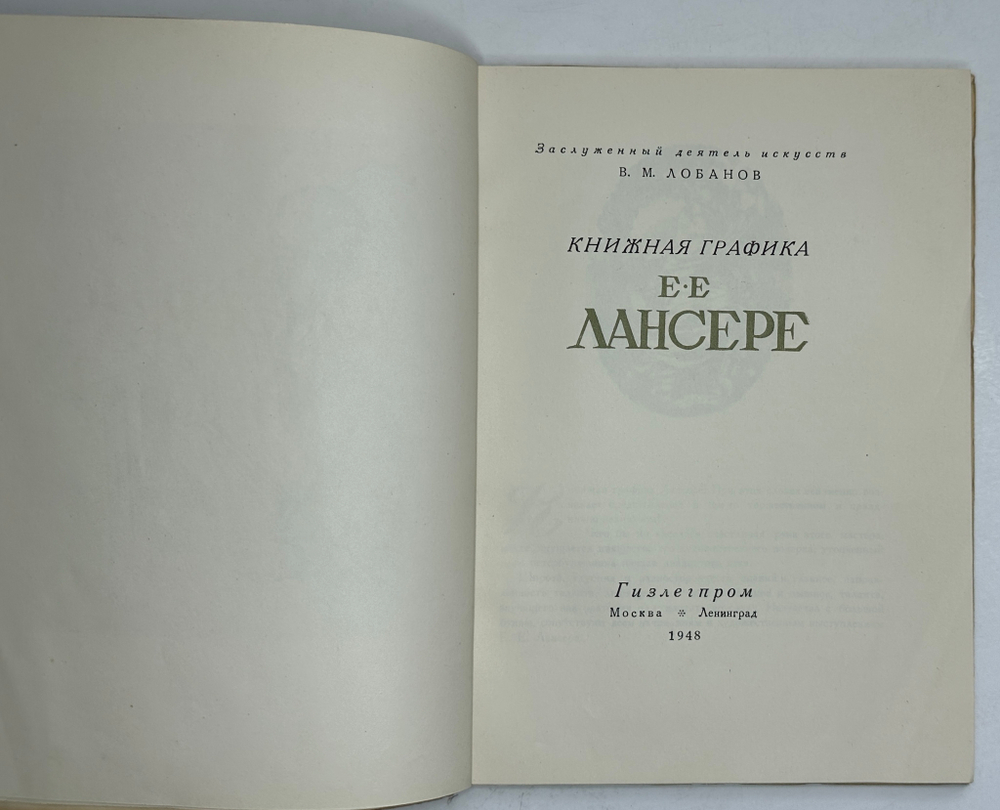 Заслуженный деятель искусств
В. М. ЛОБАНОВ
КНИЖНАЯ ГРАФИКА
Е·Е
ЛАНСЕРЕ
Гизлегпром
Москва * Ленинград
1948